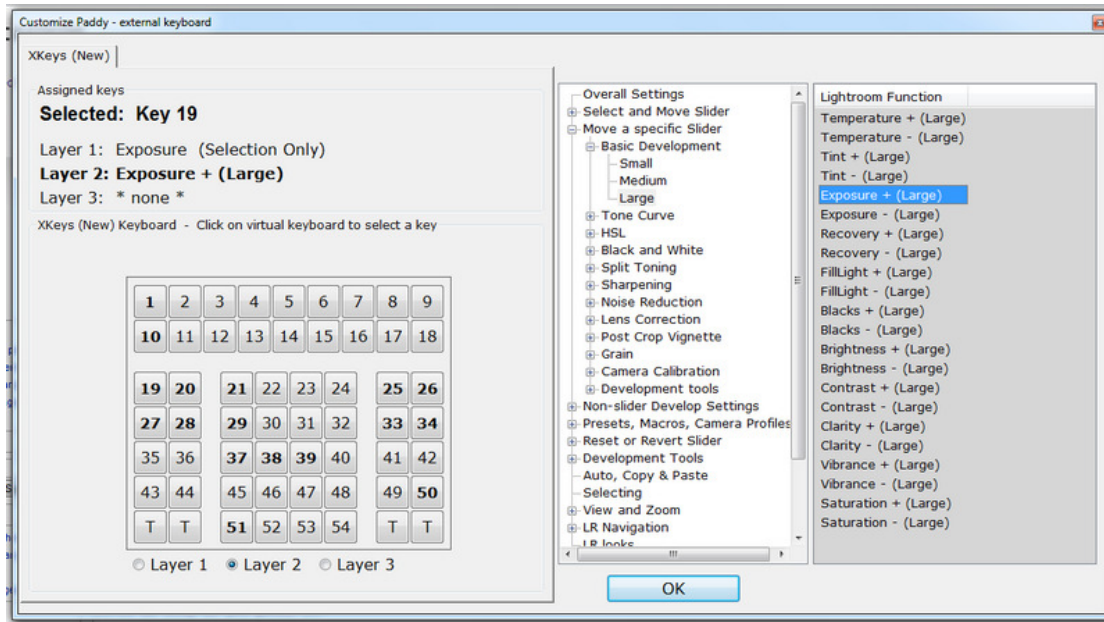 Customize Paddy - external keyboard
XKeys (New)
Assigned keys
Selected: Key 19
Layer 1: Exposure (Selection Only)
Layer 2: Exposure + (Large)
Layer 3: * none *
XKeys (New) Keyboard - Click on virtual keyboard to select a key
1 2 3 4 5 6 7 8 9
10 11 12 13 14 15 16 17 18
19 20 21 22 23 24 25 26
27 28 29 30 31 32 33 34
35 36 37 38 39 40 41 42
43 44 45 46 47 48 49 50
T T 51 52 53 54 T T
Layer 1 Layer 2 Layer 3
Overall Settings
Select and Move Slider
Move a specific Slider
Basic Development
Small
Medium
Large
Tone Curve
HSL
Black and White
Split Toning
Sharpening
Noise Reduction
Lens Correction
Post Crop Vignette
Grain
Camera Calibration
Development tools
Non-slider Develop Settings
Presets, Macros, Camera Profiles
Reset or Revert Slider
Development Tools
Auto, Copy & Paste
Selecting
View and Zoom
LR Navigation
LR looks
Lightroom Function
Temperature + (Large)
Temperature - (Large)
Tint + (Large)
Tint - (Large)
Exposure + (Large)
Exposure - (Large)
Recovery + (Large)
Recovery - (Large)
FillLight + (Large)
FillLight - (Large)
Blacks + (Large)
Blacks - (Large)
Brightness + (Large)
Brightness - (Large)
Contrast + (Large)
Contrast - (Large)
Clarity + (Large)
Clarity - (Large)
Vibrance + (Large)
Vibrance - (Large)
Saturation + (Large)
Saturation - (Large)
OK